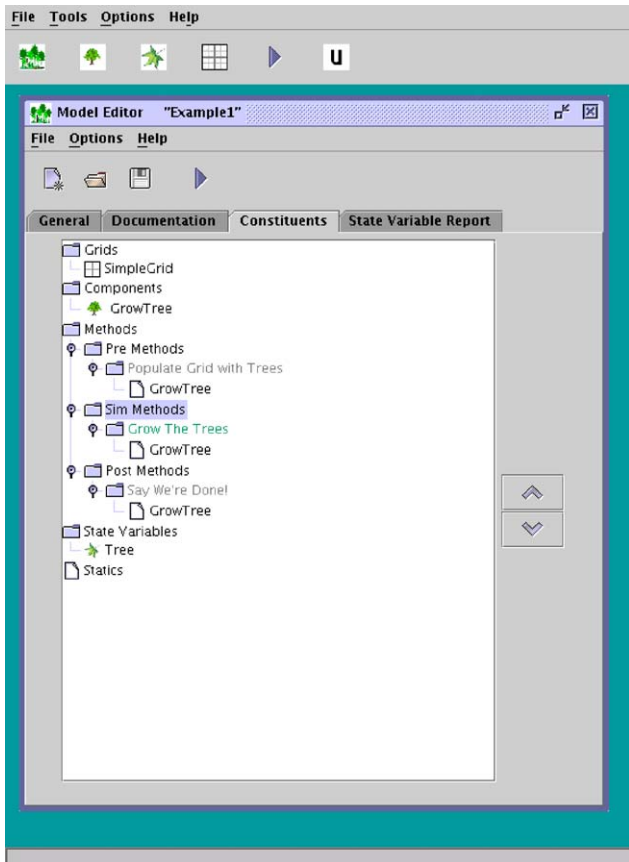 File Tools Options Help
U
Model Editor "Example1"
File Options Help
General Documentation Constituents State Variable Report
Grids
SimpleGrid
Components
GrowTree
Methods
Pre Methods
Populate Grid with Trees
GrowTree
Sim Methods
Grow The Trees
GrowTree
Post Methods
Say We're Done!
GrowTree
State Variables
Tree
Statics